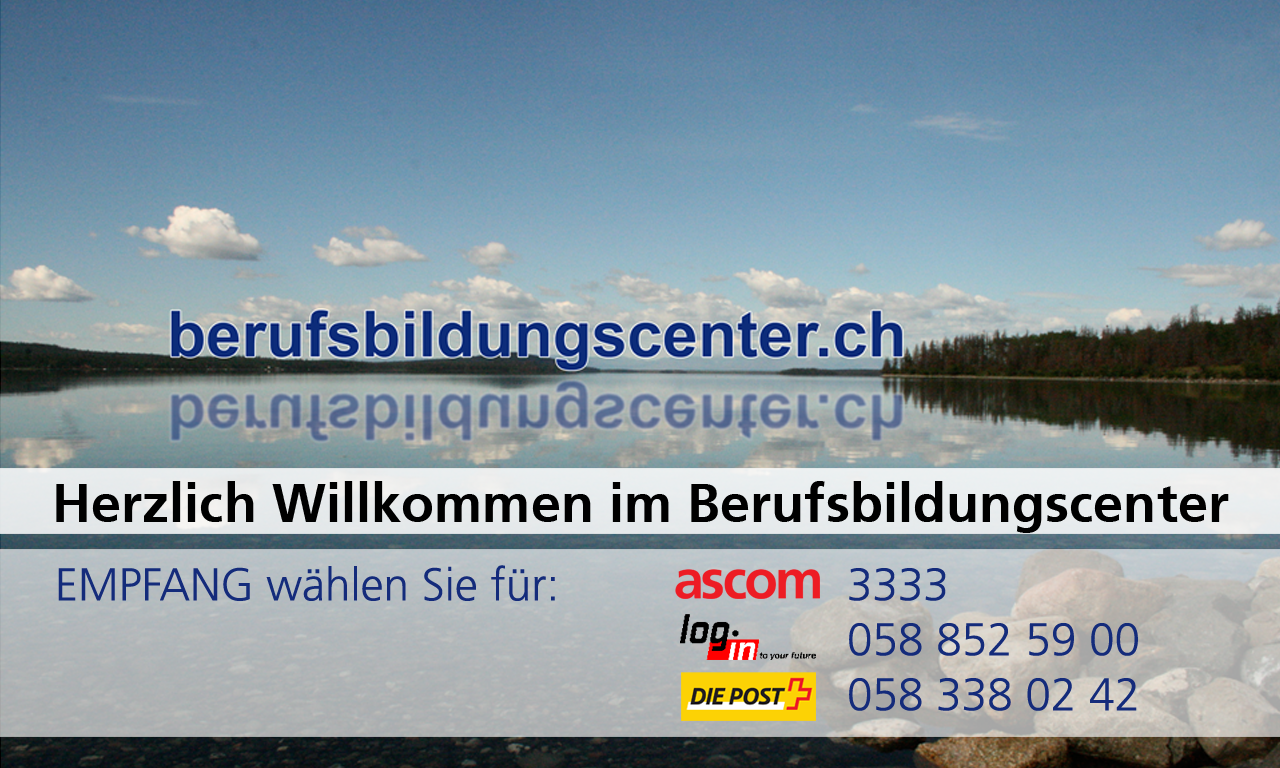 berufsbildungscenter.ch
berufsbildungscenter.ch
Herzlich Willkommen im Berufsbildungscenter
EMPFANG wählen Sie für: ascom 3333
log in to your future 058 852 59 00
DIE POST 058 338 02 42